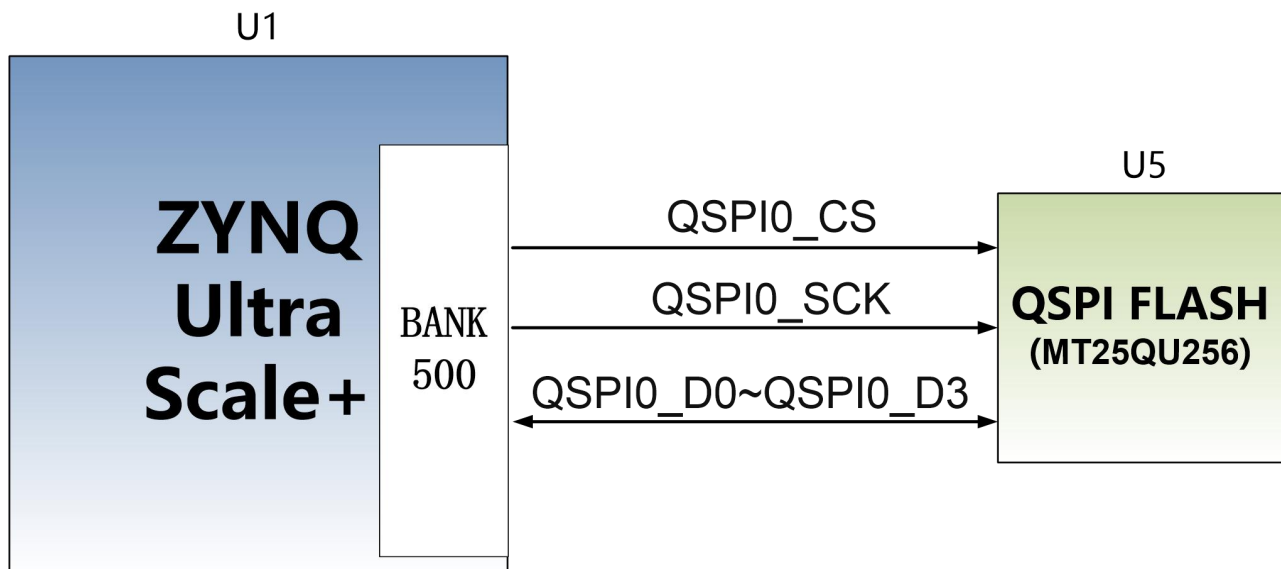 U1
ZYNQ
Ultra
Scale+
BANK
500
QSPI0_CS
QSPI0_SCK
QSPI0_D0~QSPI0_D3
U5
QSPI FLASH
(MT25QU256)